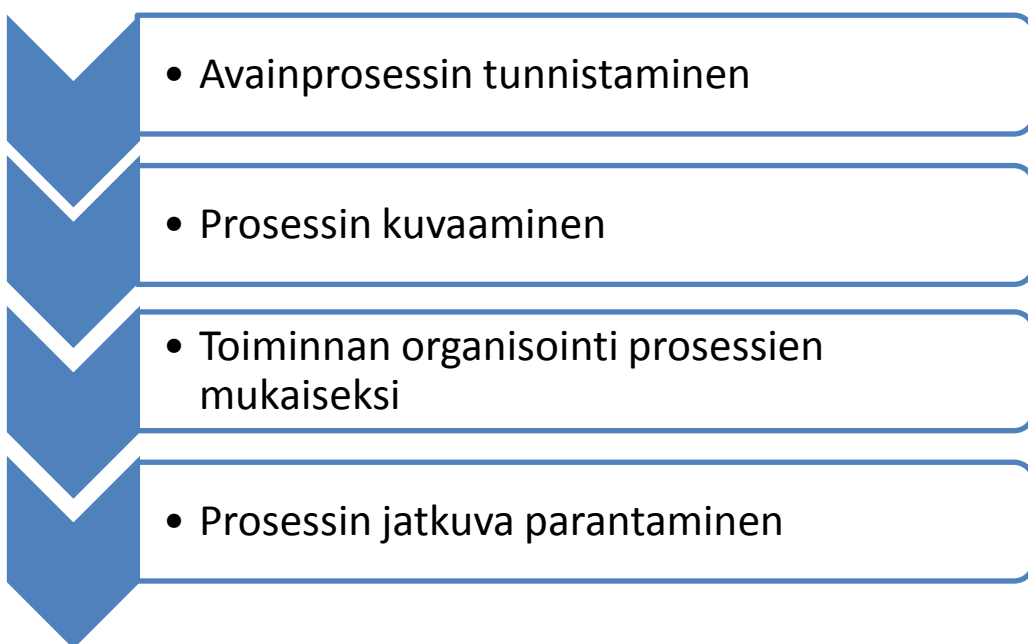 • Avainprosessin tunnistaminen
• Prosessin kuvaaminen
• Toiminnan organisointi prosessien
mukaiseksi
• Prosessin jatkuva parantaminen